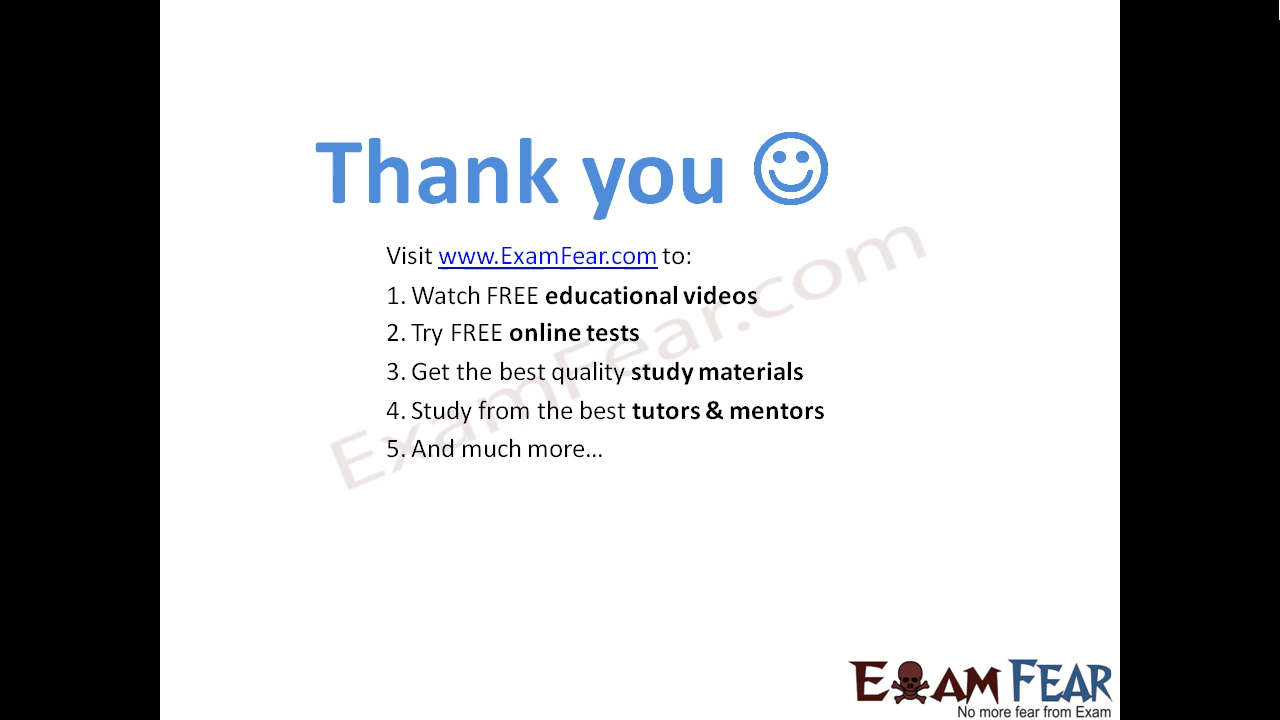 Thank you
Visit www.ExamFear.com to:
1. Watch FREE educational videos
2. Try FREE online tests
3. Get the best quality study materials
4. Study from the best tutors & mentors
5. And much more...
ExamFear.com
EXAM FEAR
No more fear from Exam